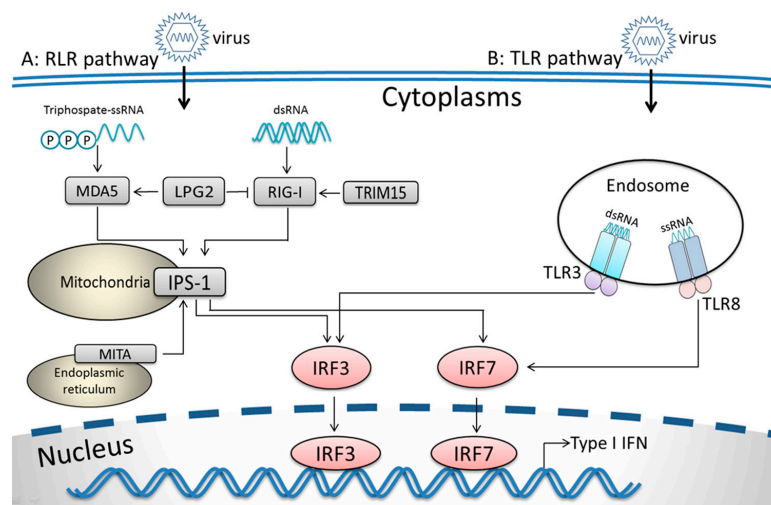 virus
virus
A: RLR pathway
B: TLR pathway
Cytoplasms
Triphospate-ssRNA
dsRNA
P P P
MDA5
LPG2
RIG-I
TRIM15
Endosome
dsRNA
ssRNA
TLR3
TLR8
Mitochondria
IPS-1
MITA
Endoplasmic
reticulum
IRF3
IRF7
Nucleus
IRF3
IRF7
Type I IFN